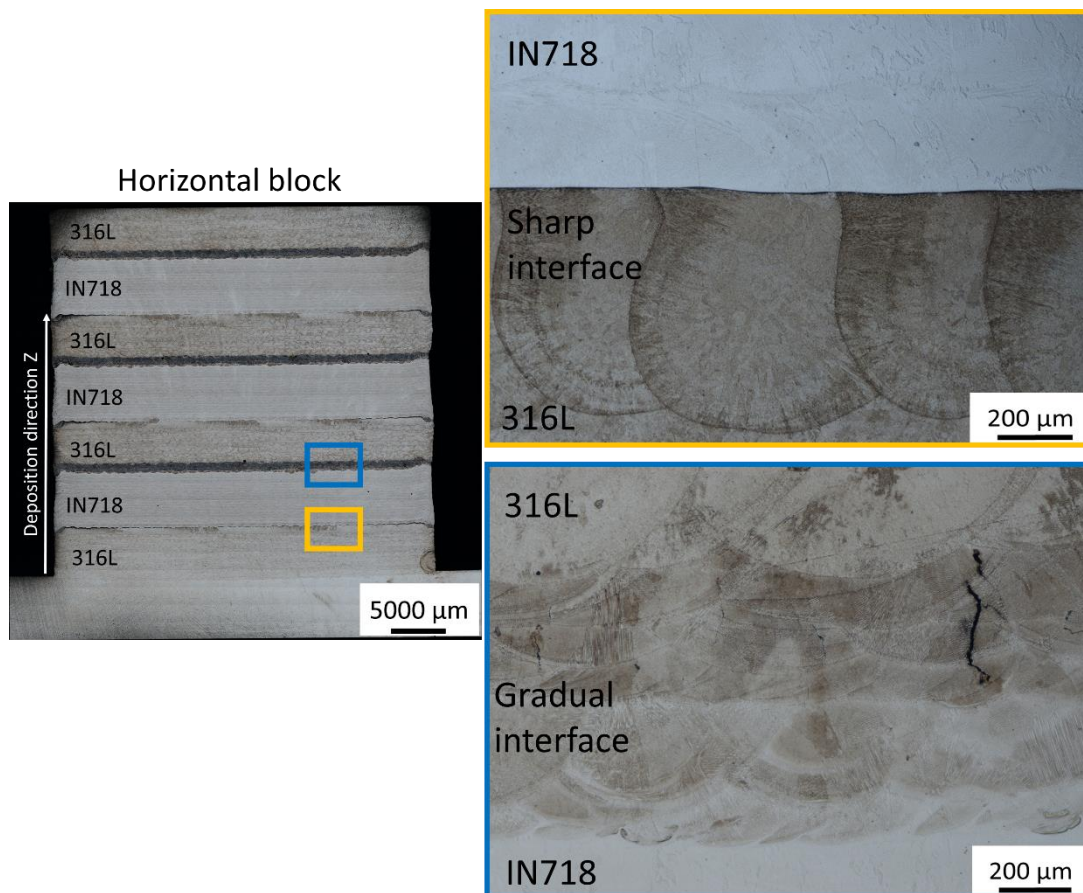 Horizontal block
316L
IN718
316L
IN718
316L
IN718
316L
Deposition direction Z
5000 µm
IN718
Sharp
interface
316L
200 µm
316L
Gradual
interface
IN718
200 µm